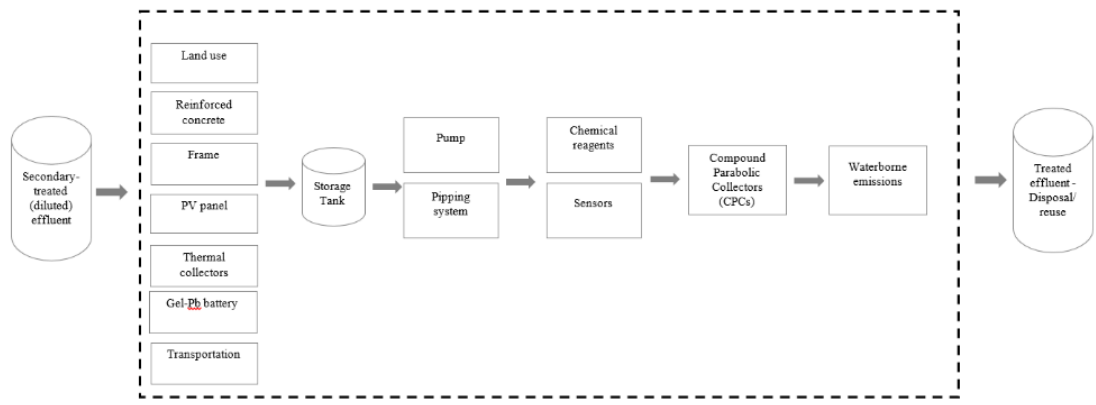 Secondary-
treated
(diluted)
effluent
Land use
Reinforced
concrete
Frame
PV panel
Thermal
collectors
Gel-Pb battery
Transportation
Storage
Tank
Pump
Pipping
system
Chemical
reagents
Sensors
Compound
Parabolic
Collectors
(CPCs)
Waterborne
emissions
Treated
effluent -
Disposal/
reuse